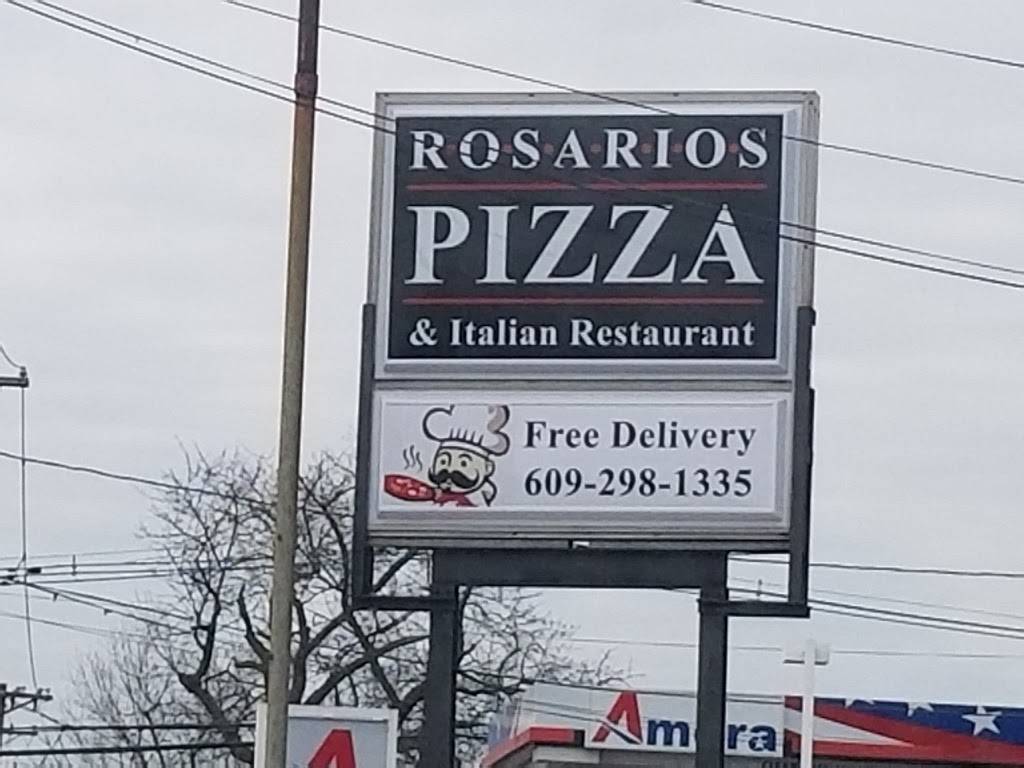 ROSARIOS
PIZZA
& Italian Restaurant
Free Delivery
609-298-1335
A